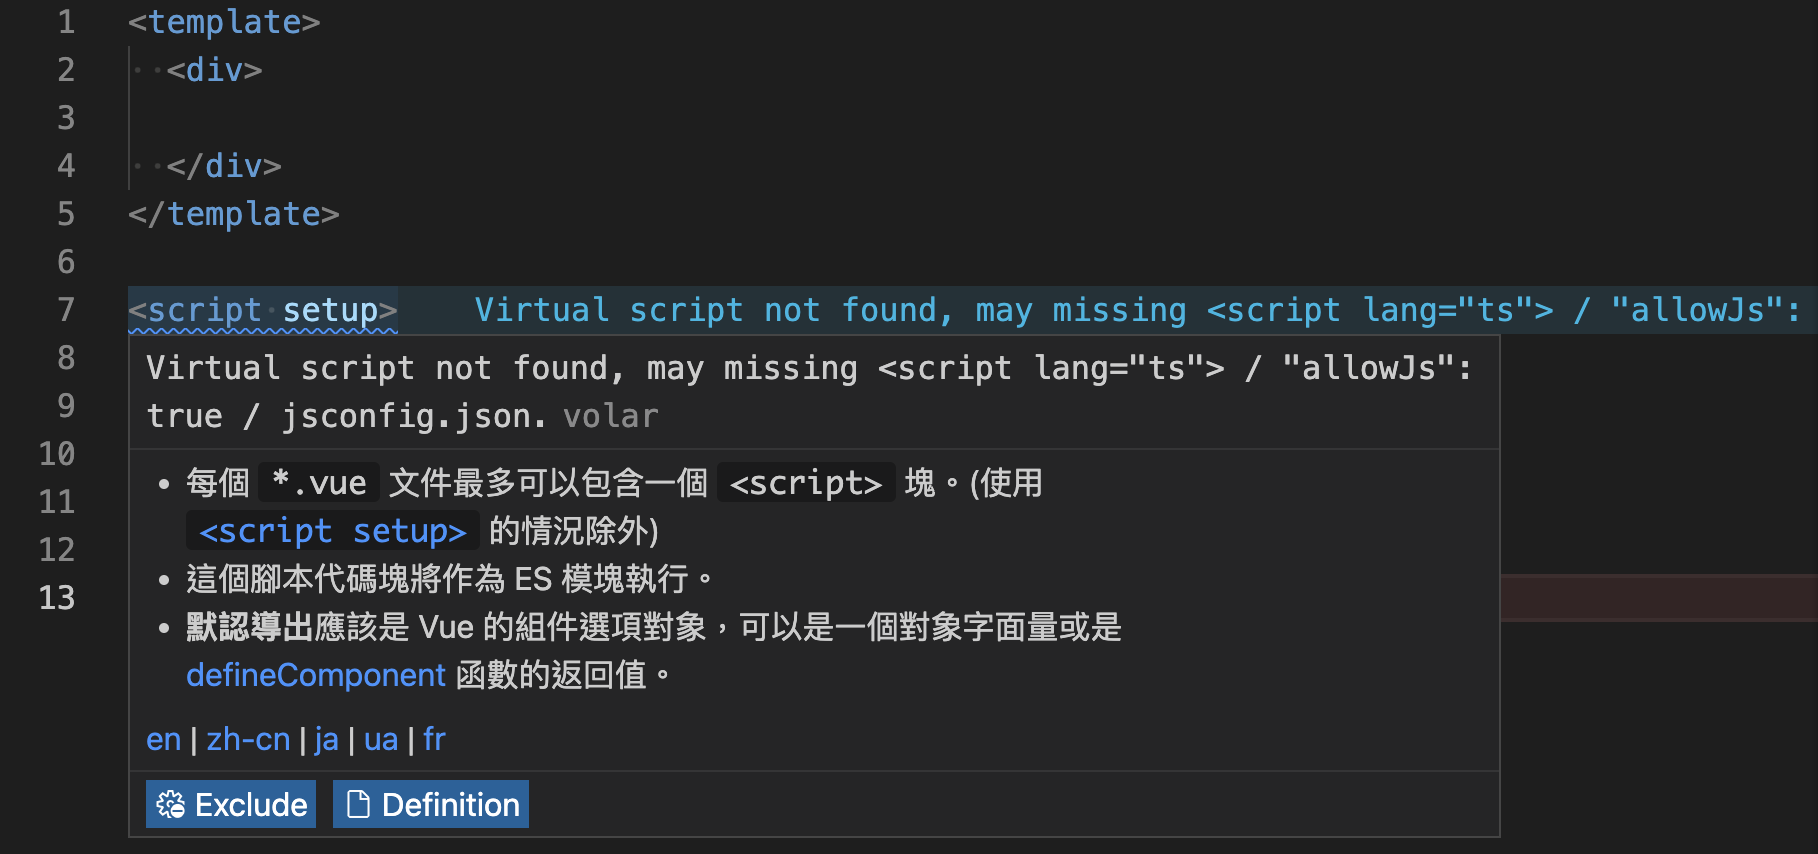 1 <template>
2 <div>
3
4 </div>
5 </template>
6
7 <script setup> Virtual script not found, may missing <script lang="ts"> / "allowJs":
8 Virtual script not found, may missing <script lang="ts"> / "allowJs":
9 true / jsconfig.json. volar
10
11 • 每個 *.vue 文件最多可以包含一個 <script> 塊。(使用
12 <script setup> 的情況除外)
13 • 這個腳本代碼塊將作為 ES 模塊執行。
• 默認導出應該是 Vue 的組件選項對象，可以是一個對象字面量或是
defineComponent 函數的返回值。
en | zh-cn | ja | ua | fr
Exclude Definition